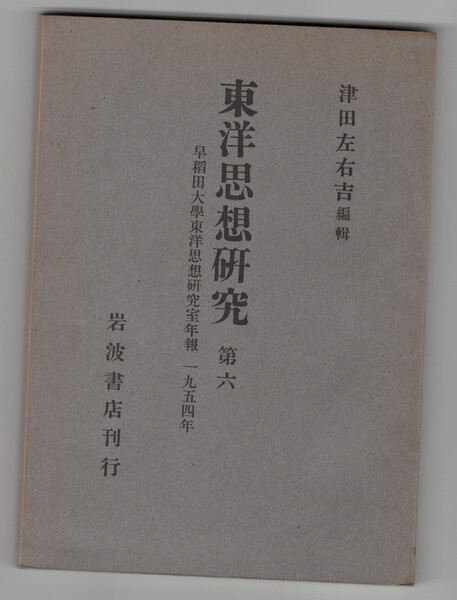 津田左右吉編輯
東洋思想硏究 第六
早稻田大學東洋思想硏究室年報 一九五四年
岩波書店刊行